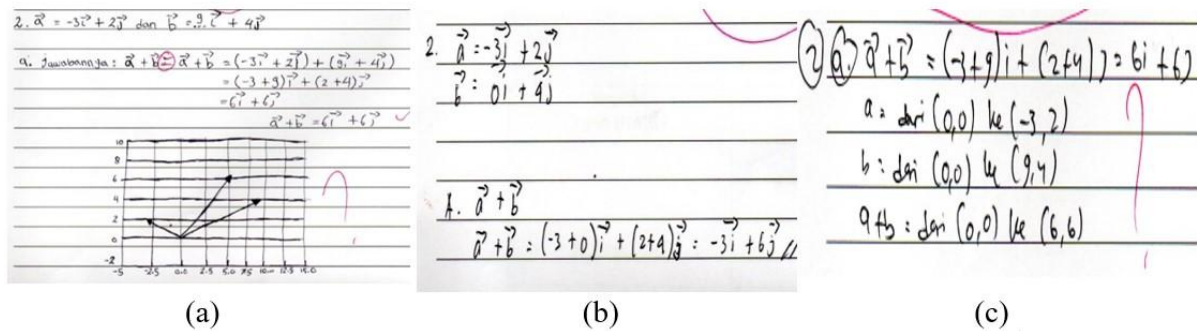 2. a⃗ = -3i⃗ + 2j⃗ dan b⃗ = 9i⃗ + 4j⃗
a. Jawabannya: a⃗ + b⃗ = a⃗ + b⃗ = (-3i⃗ + 2j⃗) + (9i⃗ + 4j⃗)
= (-3 + 9)i⃗ + (2 + 4)j⃗
= 6i⃗ + 6j⃗
a⃗ + b⃗ = 6i⃗ + 6j⃗
10
8
6
4
2
0
-2
-5 -2.5 0.0 2.5 5.0 7.5 10.0 12.5 15.0
(a)
2. a⃗ = -3i⃗ + 2j⃗
b⃗ = 0i⃗ + 4j⃗
A. a⃗ + b⃗
a⃗ + b⃗ = (-3 + 0)i⃗ + (2+4)j⃗ = -3i⃗ + 6j⃗ //
(b)
2 a. a⃗ + b⃗ = (-3+9)i + (2+4)j = 6i + 6j
a = dari (0,0) ke (-3,2)
b = dari (0,0) ke (9,4)
a+b = dari (0,0) ke (6,6)
(c)